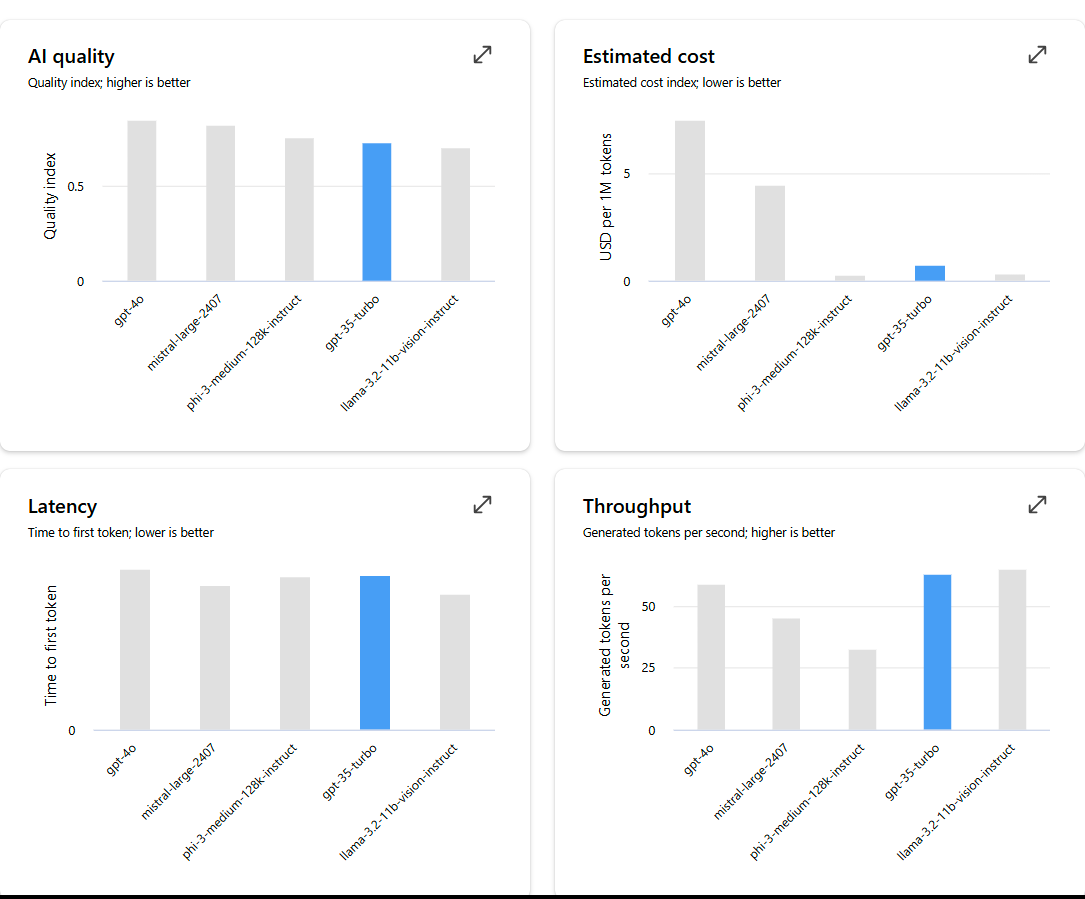 AI quality
Quality index; higher is better
Quality index
0.5
0
gpt-4o
mistral-large-2407
phi-3-medium-128k-instruct
gpt-35-turbo
llama-3.2-11b-vision-instruct
Estimated cost
Estimated cost index; lower is better
USD per 1M tokens
5
0
gpt-4o
mistral-large-2407
phi-3-medium-128k-instruct
gpt-35-turbo
llama-3.2-11b-vision-instruct
Latency
Time to first token; lower is better
Time to first token
0
gpt-4o
mistral-large-2407
phi-3-medium-128k-instruct
gpt-35-turbo
llama-3.2-11b-vision-instruct
Throughput
Generated tokens per second; higher is better
Generated tokens per
second
50
25
0
gpt-4o
mistral-large-2407
phi-3-medium-128k-instruct
gpt-35-turbo
llama-3.2-11b-vision-instruct